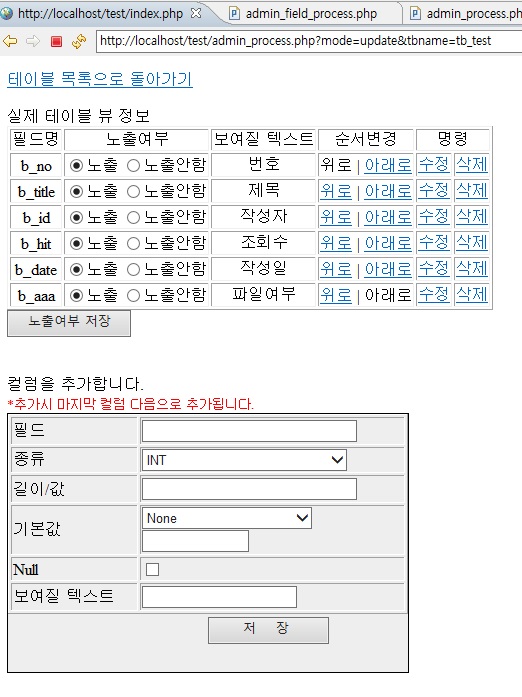 http://localhost/test/index.php admin_field_process.php admin_process.ph
http://localhost/test/admin_process.php?mode=update&tbname=tb_test
테이블 목록으로 돌아가기
실제 테이블 뷰 정보
필드명 노출여부 보여질 텍스트 순서변경 명령
b_no 노출 노출안함 번호 위로 | 아래로 수정 삭제
b_title 노출 노출안함 제목 위로 | 아래로 수정 삭제
b_id 노출 노출안함 작성자 위로 | 아래로 수정 삭제
b_hit 노출 노출안함 조회수 위로 | 아래로 수정 삭제
b_date 노출 노출안함 작성일 위로 | 아래로 수정 삭제
b_aaa 노출 노출안함 파일여부 위로 | 아래로 수정 삭제
노출여부 저장
컬럼을 추가합니다.
*추가시 마지막 컬럼 다음으로 추가됩니다.
필드
종류 INT
길이/값
기본값 None
Null
보여질 텍스트
저 장